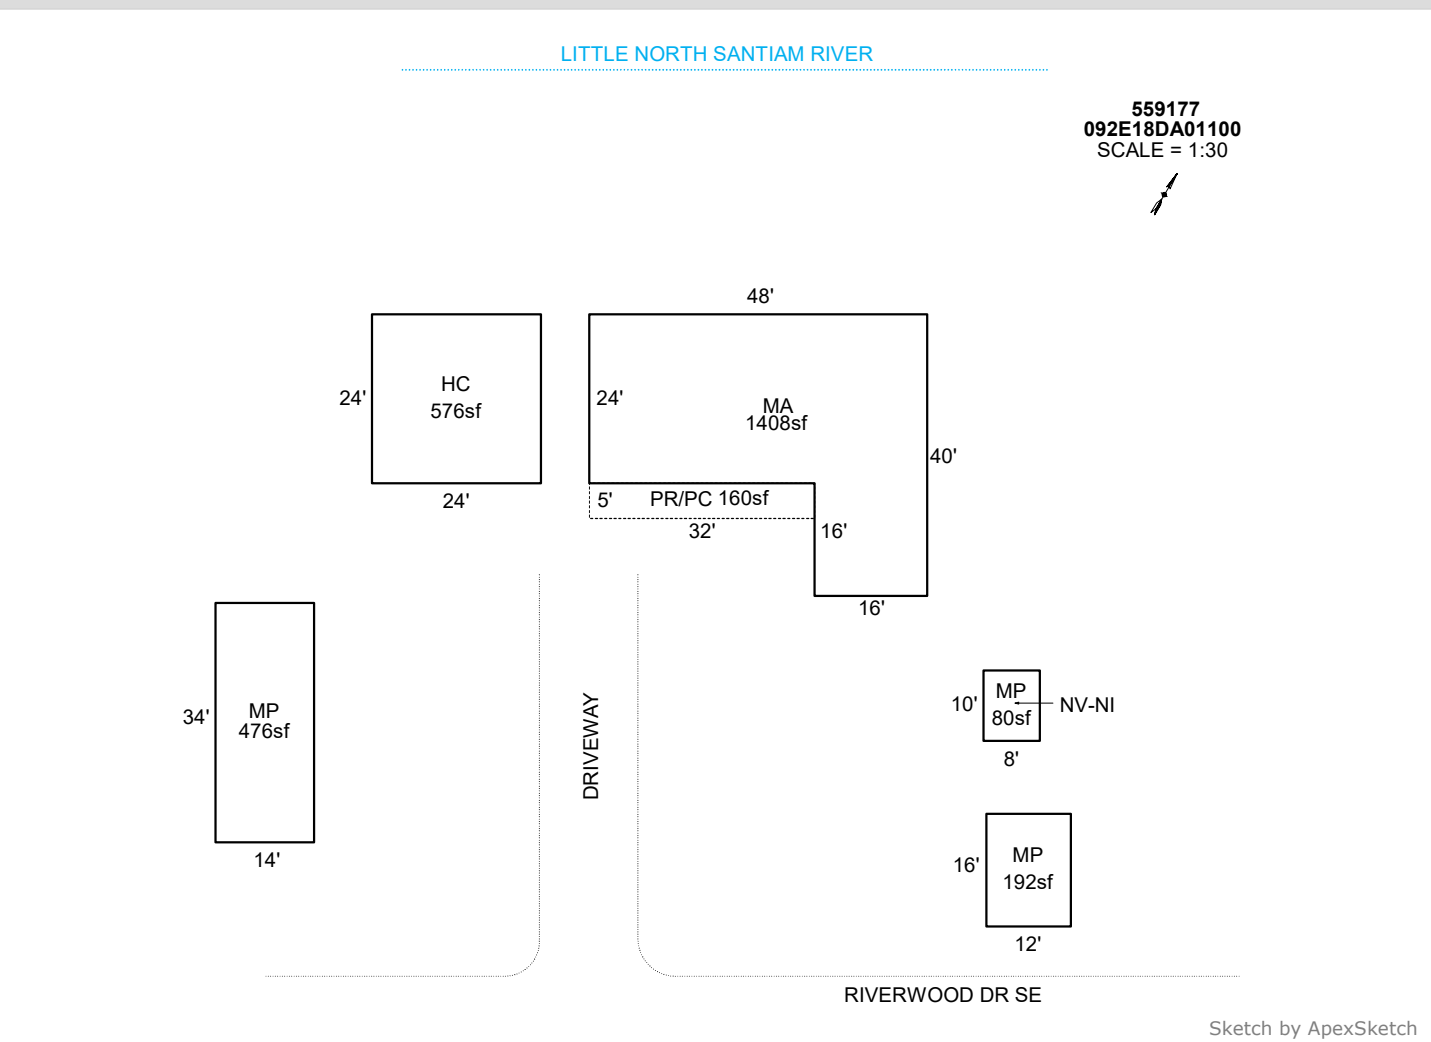 LITTLE NORTH SANTIAM RIVER
559177
092E18DA01100
SCALE = 1:30
48'
24'
HC
576sf
24'
24'
MA
1408sf
40'
5'
PR/PC 160sf
32'
16'
16'
34'
MP
476sf
14'
DRIVEWAY
10'
MP
80sf
NV-NI
8'
16'
MP
192sf
12'
RIVERWOOD DR SE
Sketch by ApexSketch